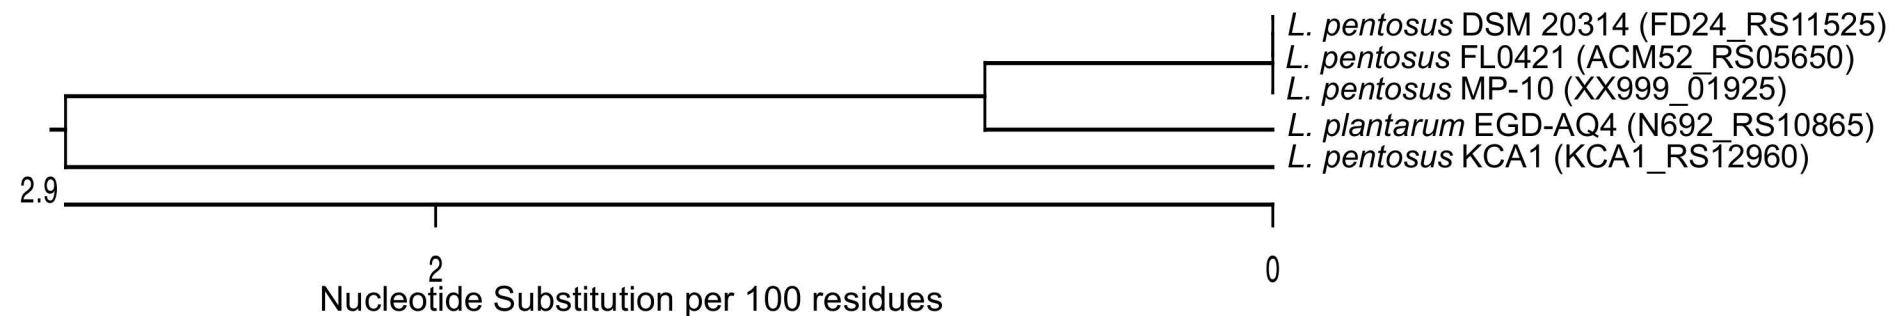 L. pentosus DSM 20314 (FD24_RS11525)
L. pentosus FL0421 (ACM52_RS05650)
L. pentosus MP-10 (XX999_01925)
L. plantarum EGD-AQ4 (N692_RS10865)
L. pentosus KCA1 (KCA1_RS12960)
2.9
2 0
Nucleotide Substitution per 100 residues